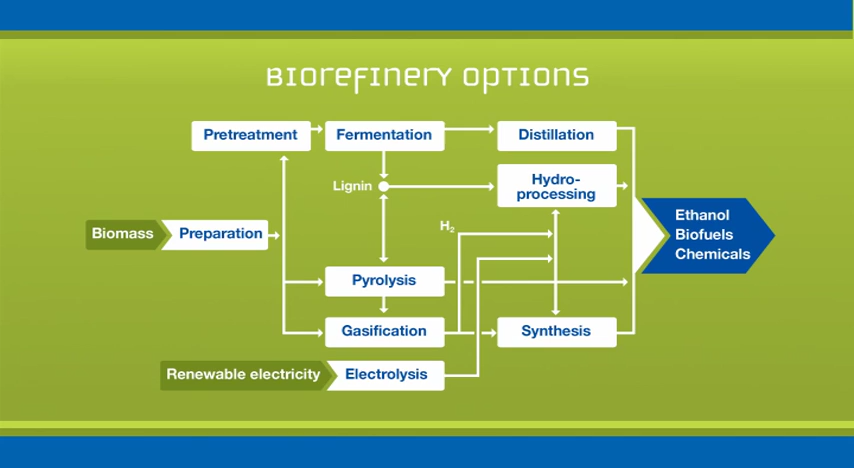 BIOREFINERY OPTIONS
Pretreatment
Fermentation
Distillation
Lignin
Hydro-
processing
H₂
Biomass
Preparation
Ethanol
Biofuels
Chemicals
Pyrolysis
Gasification
Synthesis
Renewable electricity
Electrolysis